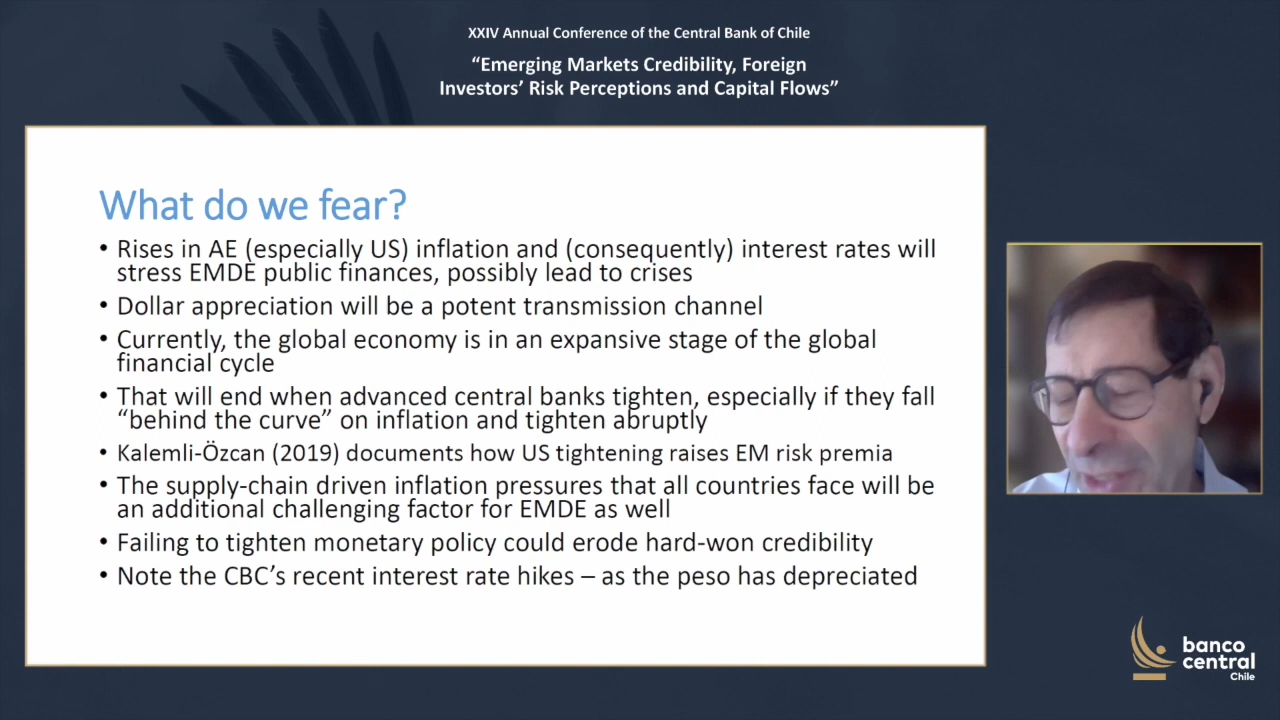 XXIV Annual Conference of the Central Bank of Chile
“Emerging Markets Credibility, Foreign
Investors’ Risk Perceptions and Capital Flows”
What do we fear?
• Rises in AE (especially US) inflation and (consequently) interest rates will
stress EMDE public finances, possibly lead to crises
• Dollar appreciation will be a potent transmission channel
• Currently, the global economy is in an expansive stage of the global
financial cycle
• That will end when advanced central banks tighten, especially if they fall
“behind the curve” on inflation and tighten abruptly
• Kalemli-Özcan (2019) documents how US tightening raises EM risk premia
• The supply-chain driven inflation pressures that all countries face will be
an additional challenging factor for EMDE as well
• Failing to tighten monetary policy could erode hard-won credibility
• Note the CBC’s recent interest rate hikes – as the peso has depreciated
banco
central
Chile